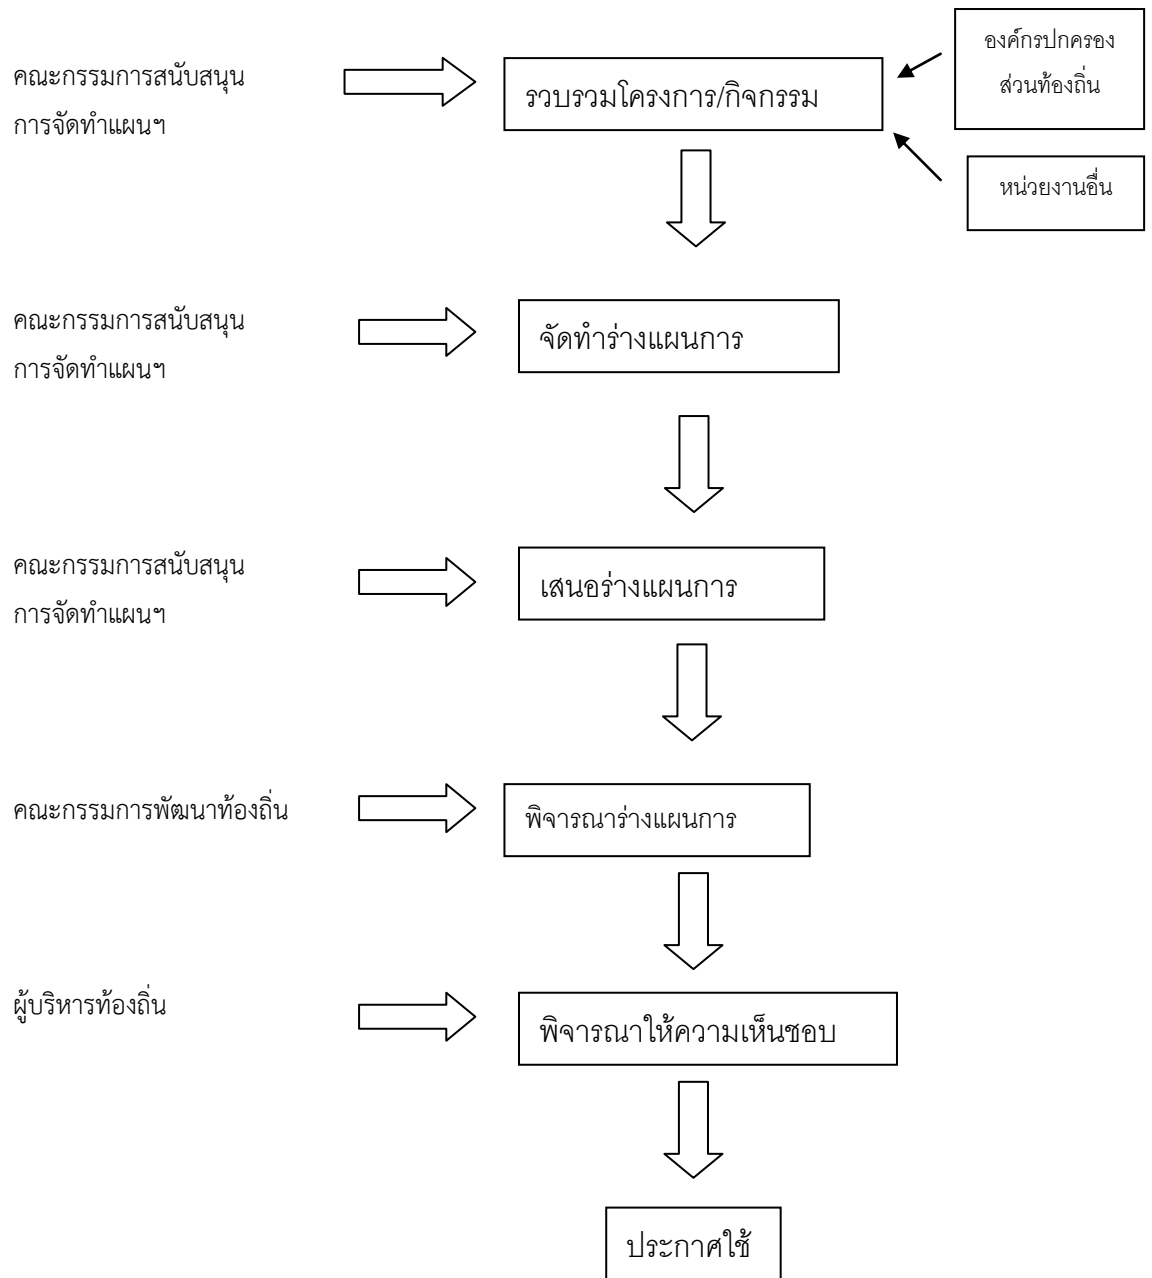 องค์กรปกครอง
ส่วนท้องถิ่น
คณะกรรมการสนับสนุน
การจัดทำแผนฯ
รวบรวมโครงการ/กิจกรรม
หน่วยงานอื่น
คณะกรรมการสนับสนุน
การจัดทำแผนฯ
จัดทำร่างแผนการ
คณะกรรมการสนับสนุน
การจัดทำแผนฯ
เสนอร่างแผนการ
คณะกรรมการพัฒนาท้องถิ่น
พิจารณาร่างแผนการ
ผู้บริหารท้องถิ่น
พิจารณาให้ความเห็นชอบ
ประกาศใช้